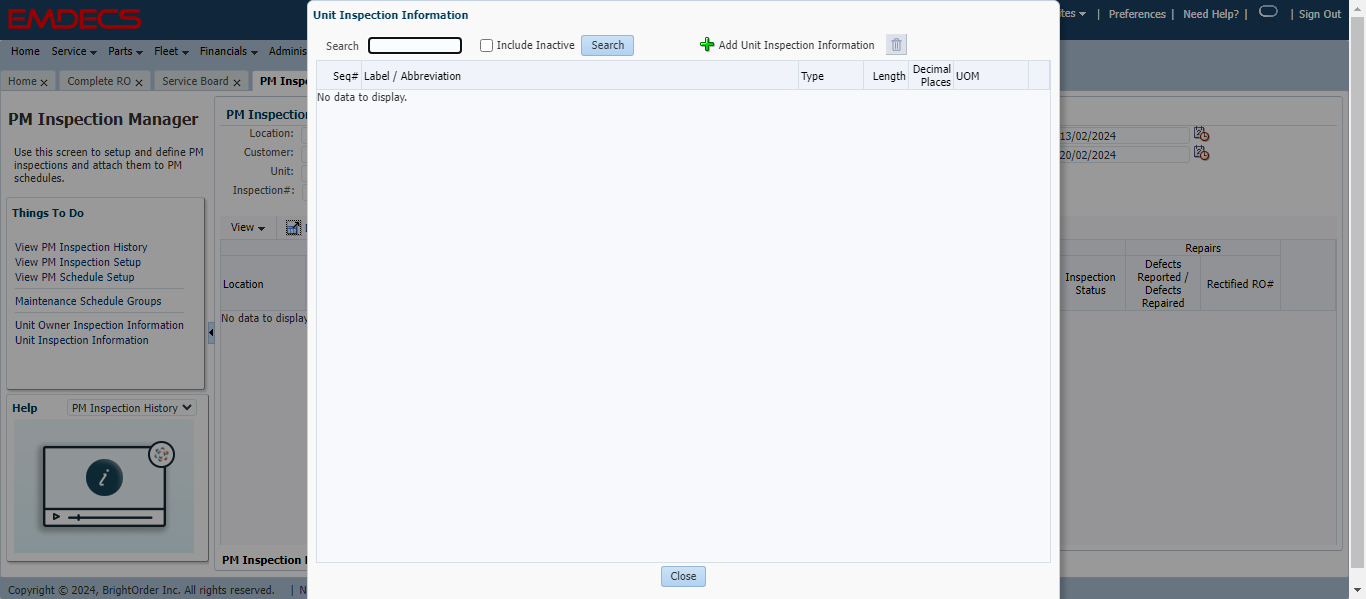 EMDECS
tes | Preferences | Need Help? | | Sign Out
Home Service Parts Fleet Financials Adminis
Home x Complete RO x Service Board x PM Insp
PM Inspection Manager
Use this screen to setup and define PM
inspections and attach them to PM
schedules.
Things To Do
View PM Inspection History
View PM Inspection Setup
View PM Schedule Setup
Maintenance Schedule Groups
Unit Owner Inspection Information
Unit Inspection Information
Help PM Inspection History
PM Inspection
Location:
Customer:
Unit:
Inspection#:
View
Location
No data to display
PM Inspection
Unit Inspection Information
Search Include Inactive Search Add Unit Inspection Information
Seq# Label / Abbreviation Type Length Decimal Places UOM
No data to display.
Close
13/02/2024
20/02/2024
Repairs
Inspection
Status
Defects
Reported /
Defects
Repaired
Rectified RO#
Copyright © 2024, BrightOrder Inc. All rights reserved. | N